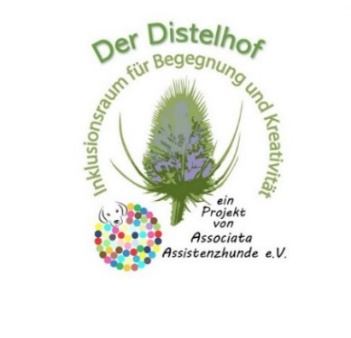 Der Distelhof
Inklusionsraum für Begegnung und Kreativität
ein
Projekt
von
Associata
Assistenzhunde e.V.